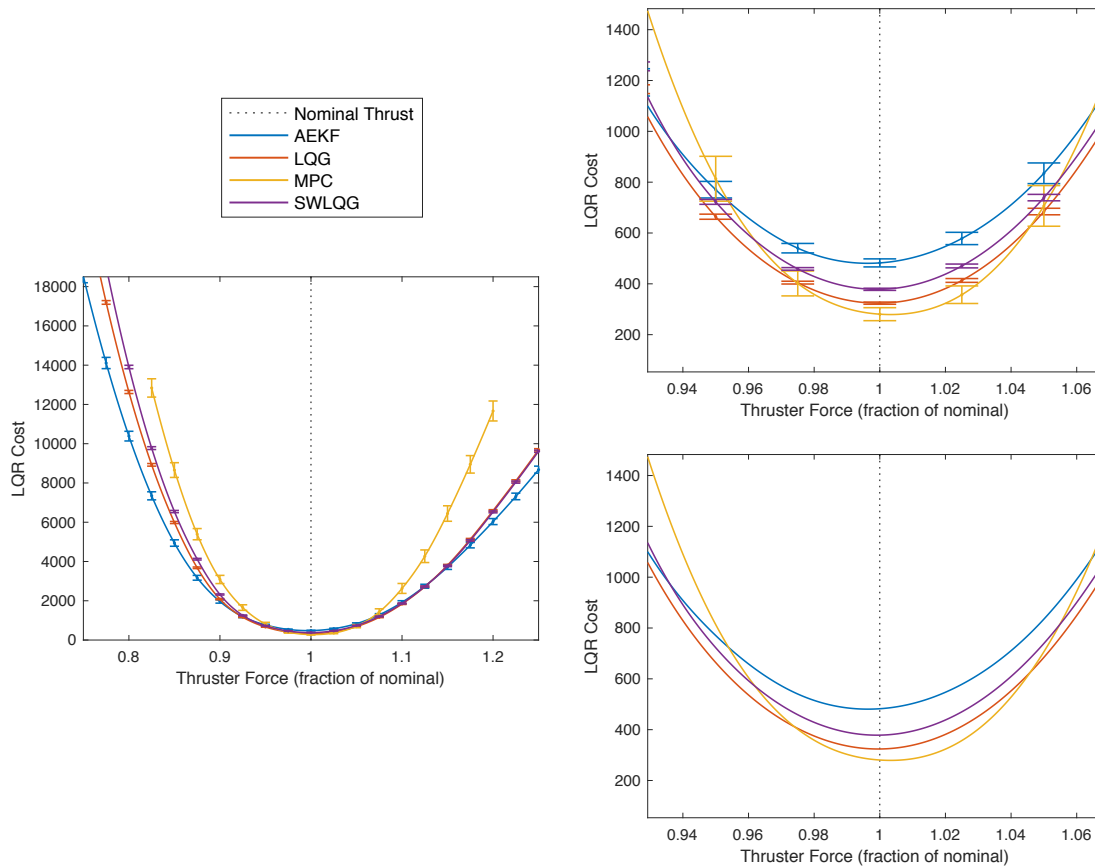 Nominal Thrust
AEKF
LQG
MPC
SWLQG
18000
16000
14000
12000
10000
8000
6000
4000
2000
0
LQR Cost
0.8 0.9 1 1.1 1.2
Thruster Force (fraction of nominal)
1400
1200
1000
800
600
400
200
LQR Cost
0.94 0.96 0.98 1 1.02 1.04 1.06
Thruster Force (fraction of nominal)
1400
1200
1000
800
600
400
200
LQR Cost
0.94 0.96 0.98 1 1.02 1.04 1.06
Thruster Force (fraction of nominal)